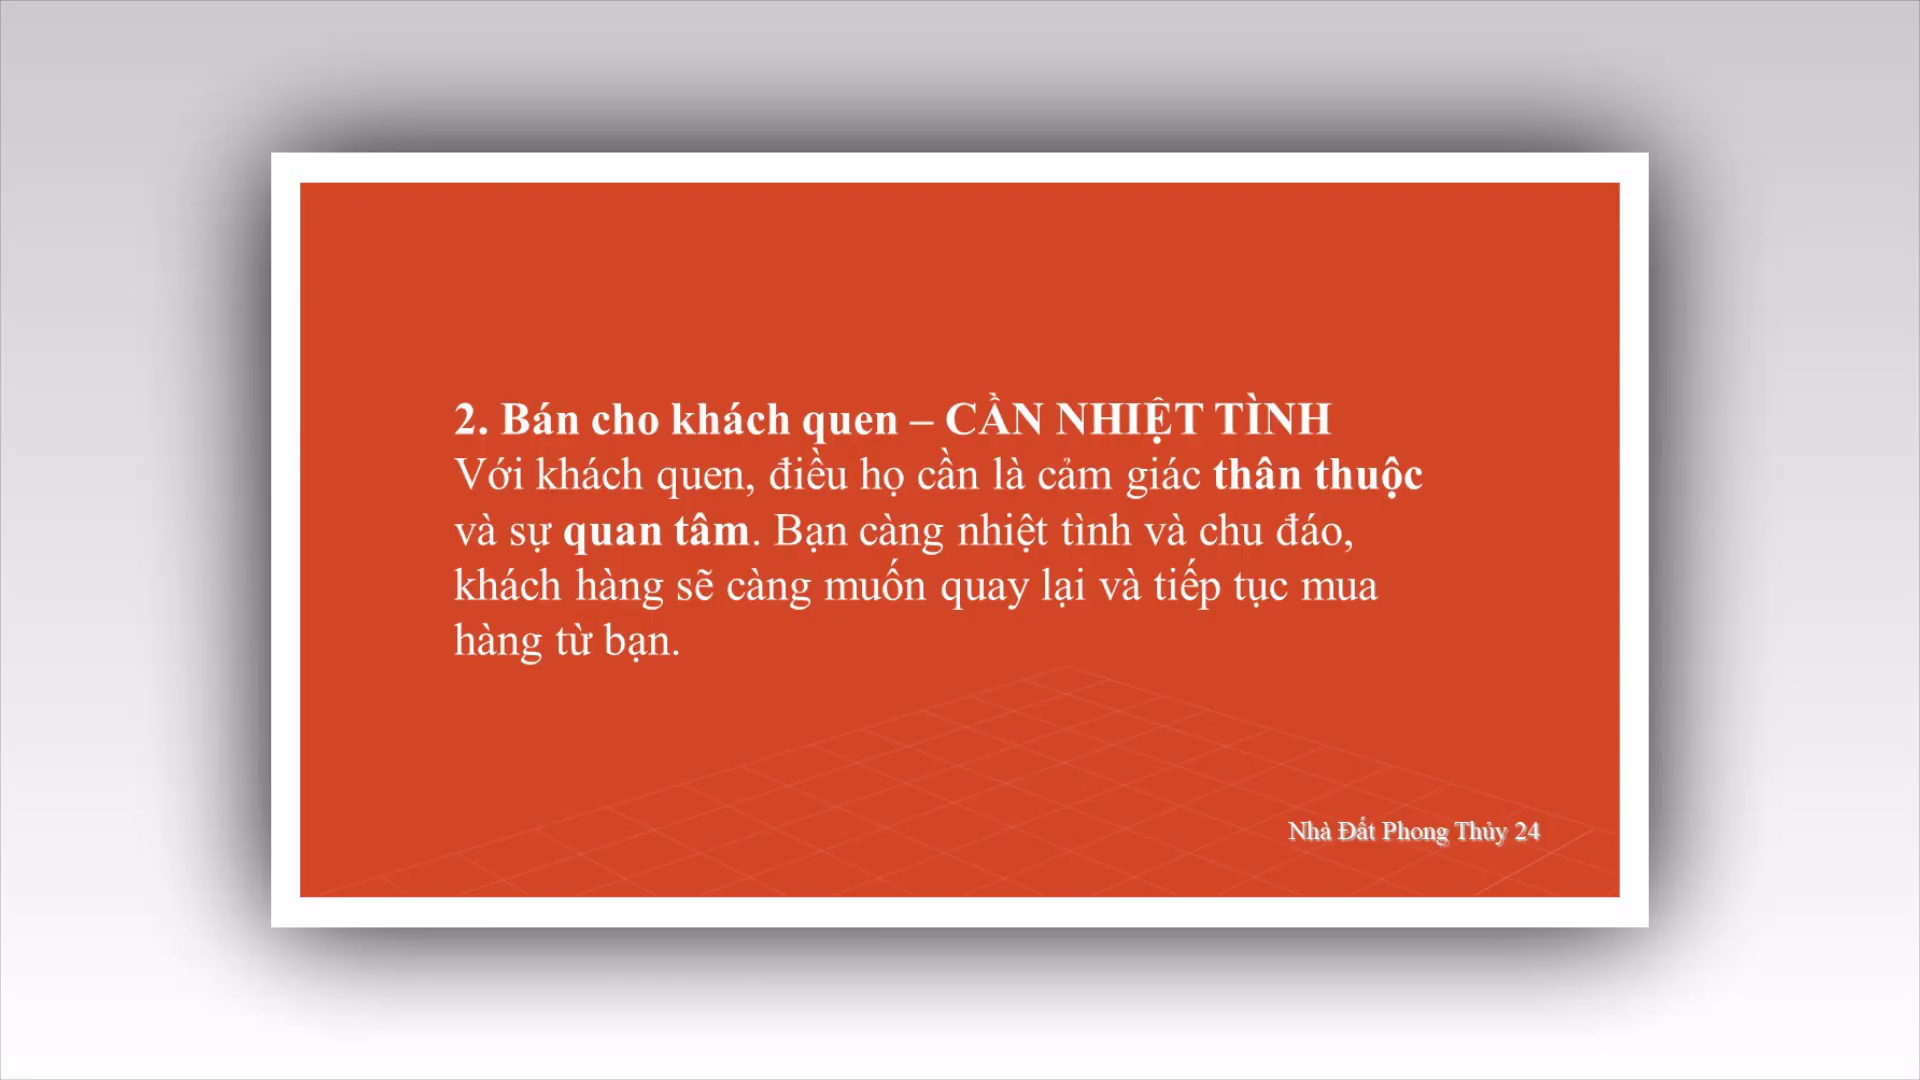 2. Bán cho khách quen – CẦN NHIỆT TÌNH
Với khách quen, điều họ cần là cảm giác thân thuộc
và sự quan tâm. Bạn càng nhiệt tình và chu đáo,
khách hàng sẽ càng muốn quay lại và tiếp tục mua
hàng từ bạn.
Nhà Đất Phong Thủy 24